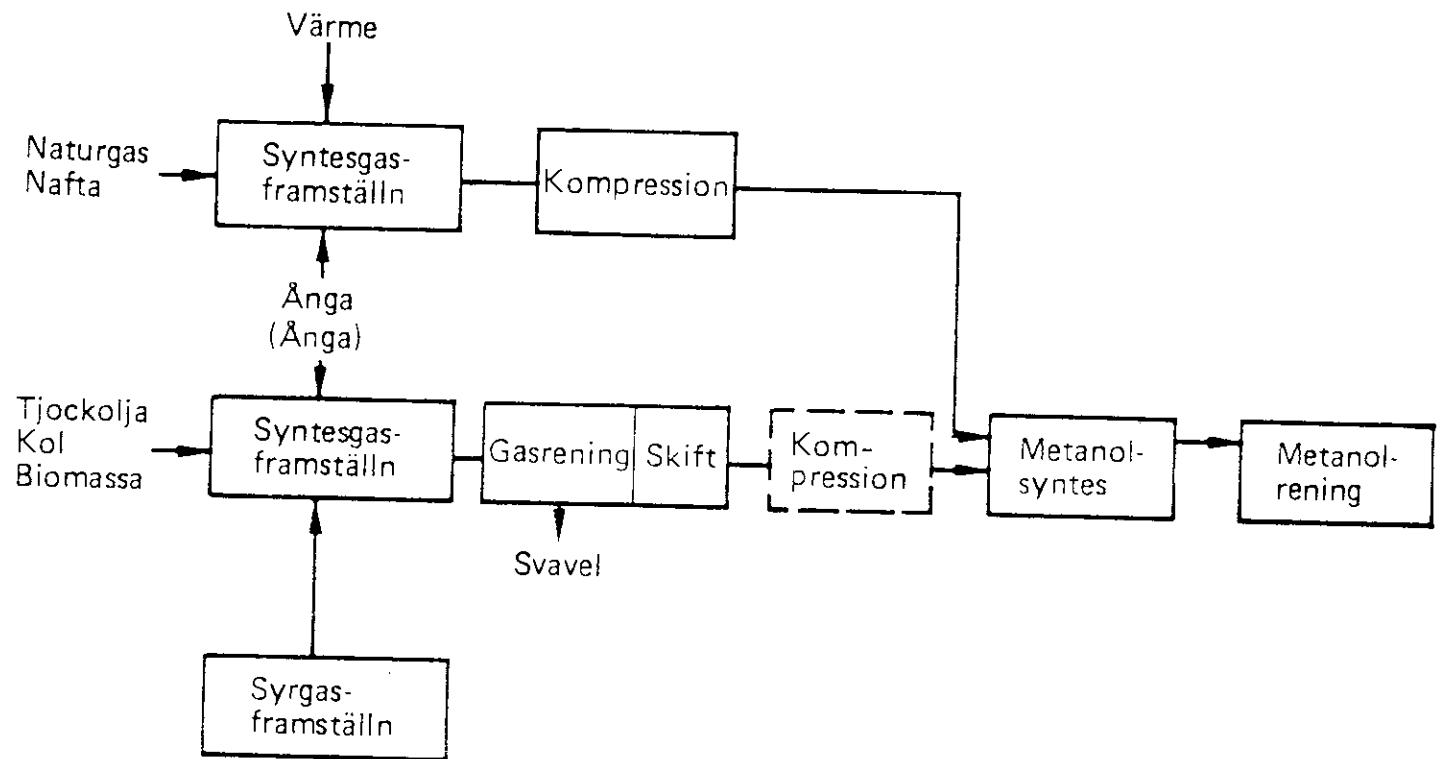 Värme
Naturgas
Nafta
Syntesgas-
framställn
Kompression
Ånga
(Ånga)
Tjockolja
Kol
Biomassa
Syntesgas-
framställn
Gasrening
Skift
Kom-
pression
Metanol-
syntes
Metanol-
rening
Svavel
Syrgas-
framställn